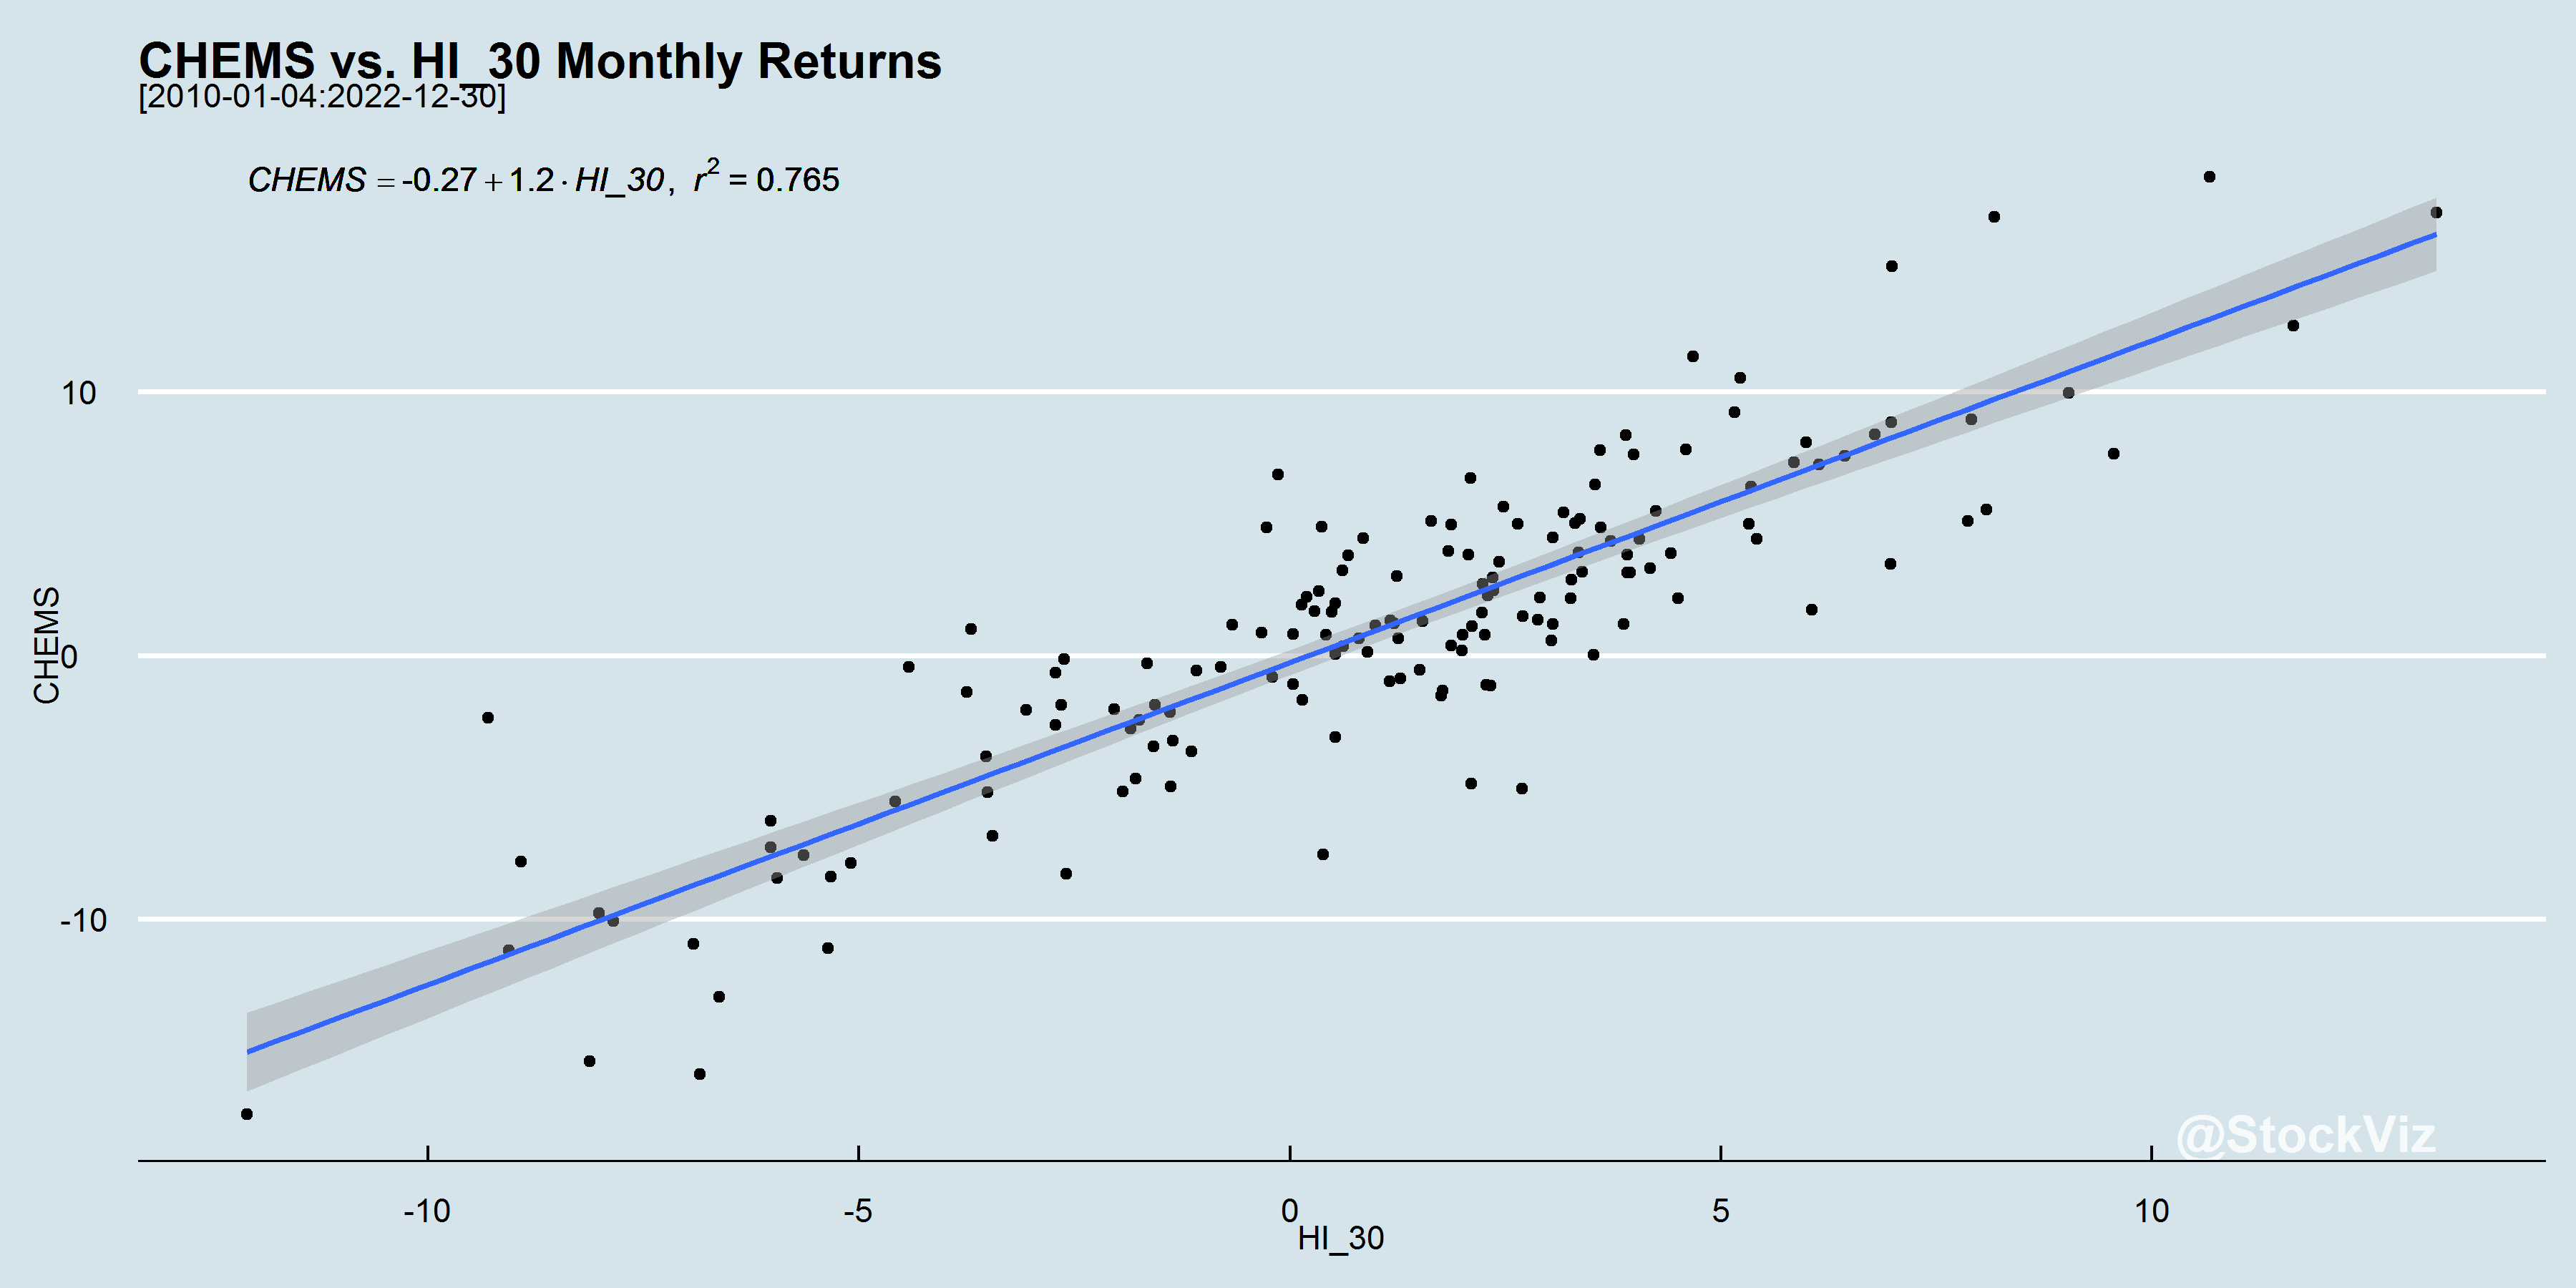 CHEMS vs. HI_30 Monthly Returns
[2010-01-04:2022-12-30]
CHEMS = -0.27 + 1.2 · HI_30, r² = 0.765
10
0
-10
CHEMS
@StockViz
-10 -5 0 5 10
HI_30